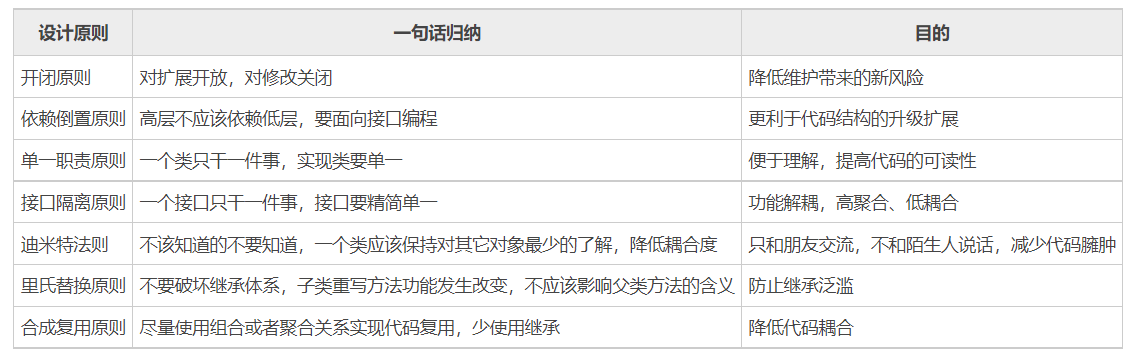 设计原则 一句话归纳 目的
开闭原则 对扩展开放，对修改关闭 降低维护带来的新风险
依赖倒置原则 高层不应该依赖低层，要面向接口编程 更利于代码结构的升级扩展
单一职责原则 一个类只干一件事，实现类要单一 便于理解，提高代码的可读性
接口隔离原则 一个接口只干一件事，接口要精简单一 功能解耦，高聚合、低耦合
迪米特法则 不该知道的不要知道，一个类应该保持对其它对象最少的了解，降低耦合度 只和朋友交流，不和陌生人说话，减少代码臃肿
里氏替换原则 不要破坏继承体系，子类重写方法功能发生改变，不应该影响父类方法的含义 防止继承泛滥
合成复用原则 尽量使用组合或者聚合关系实现代码复用，少使用继承 降低代码耦合